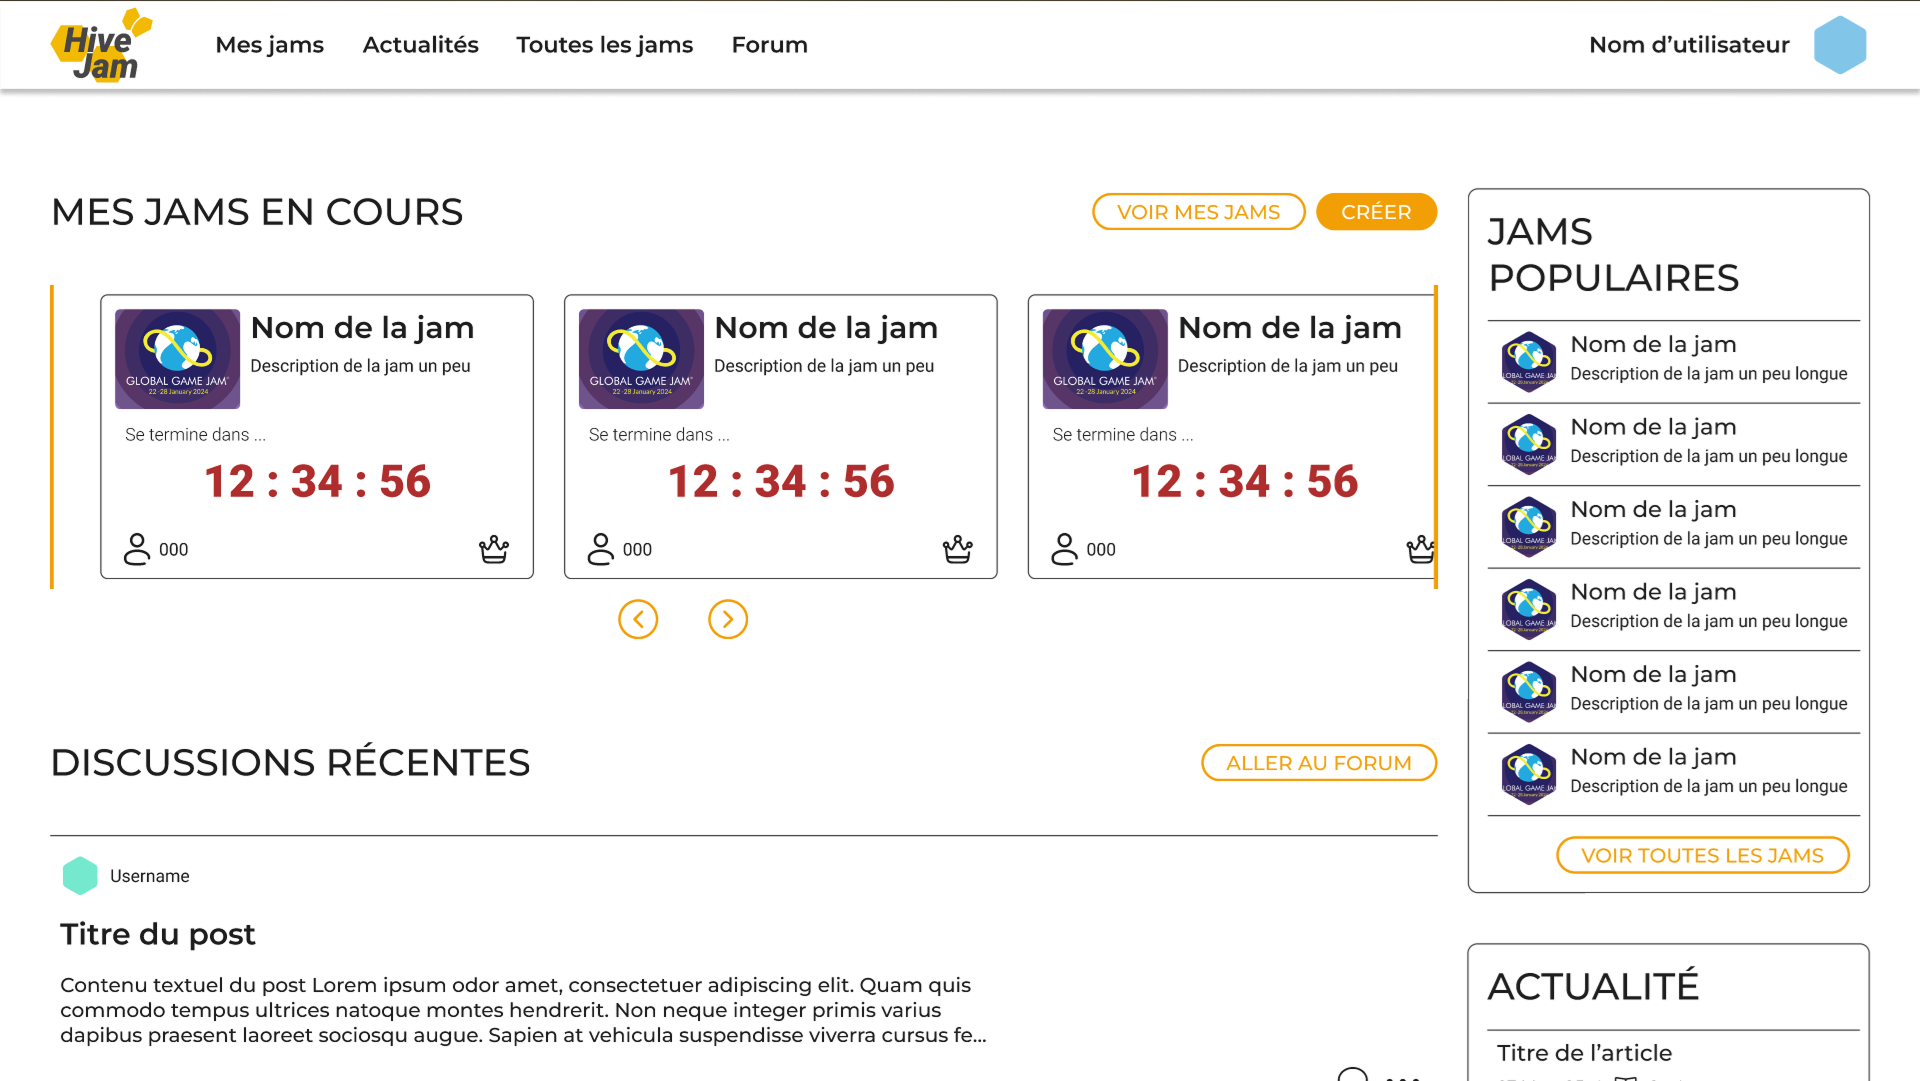 Hive Jam
Mes jams
Actualités
Toutes les jams
Forum
Nom d’utilisateur
MES JAMS EN COURS
VOIR MES JAMS
CRÉER
GLOBAL GAME JAM
22-28 January 2024
Nom de la jam
Description de la jam un peu
Se termine dans ...
12 : 34 : 56
000
GLOBAL GAME JAM
22-28 January 2024
Nom de la jam
Description de la jam un peu
Se termine dans ...
12 : 34 : 56
000
GLOBAL GAME JAM
22-28 January 2024
Nom de la jam
Description de la jam un peu
Se termine dans ...
12 : 34 : 56
000
DISCUSSIONS RÉCENTES
ALLER AU FORUM
Username
Titre du post
Contenu textuel du post Lorem ipsum odor amet, consectetuer adipiscing elit. Quam quis
commodo tempus ultrices natoque montes hendrerit. Non neque integer primis varius
dapibus praesent laoreet sociosqu augue. Sapien at vehicula suspendisse viverra cursus fe...
JAMS
POPULAIRES
Nom de la jam
Description de la jam un peu longue
Nom de la jam
Description de la jam un peu longue
Nom de la jam
Description de la jam un peu longue
Nom de la jam
Description de la jam un peu longue
Nom de la jam
Description de la jam un peu longue
Nom de la jam
Description de la jam un peu longue
VOIR TOUTES LES JAMS
ACTUALITÉ
Titre de l’article